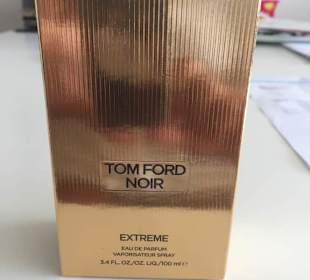 TOM FORD
NOIR
EXTREME
EAU DE PARFUM
VAPORISATEUR SPRAY
3.4 FL. OZ./OZ. LIQ./100 ml ℮